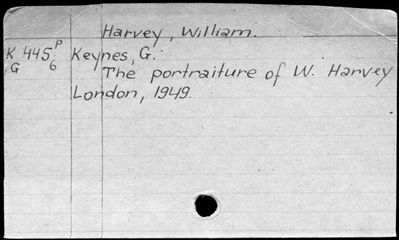 Harvey, William.
K 445 P Keynes, G.
G 6
The portraiture of W. Harvey
London, 1949.